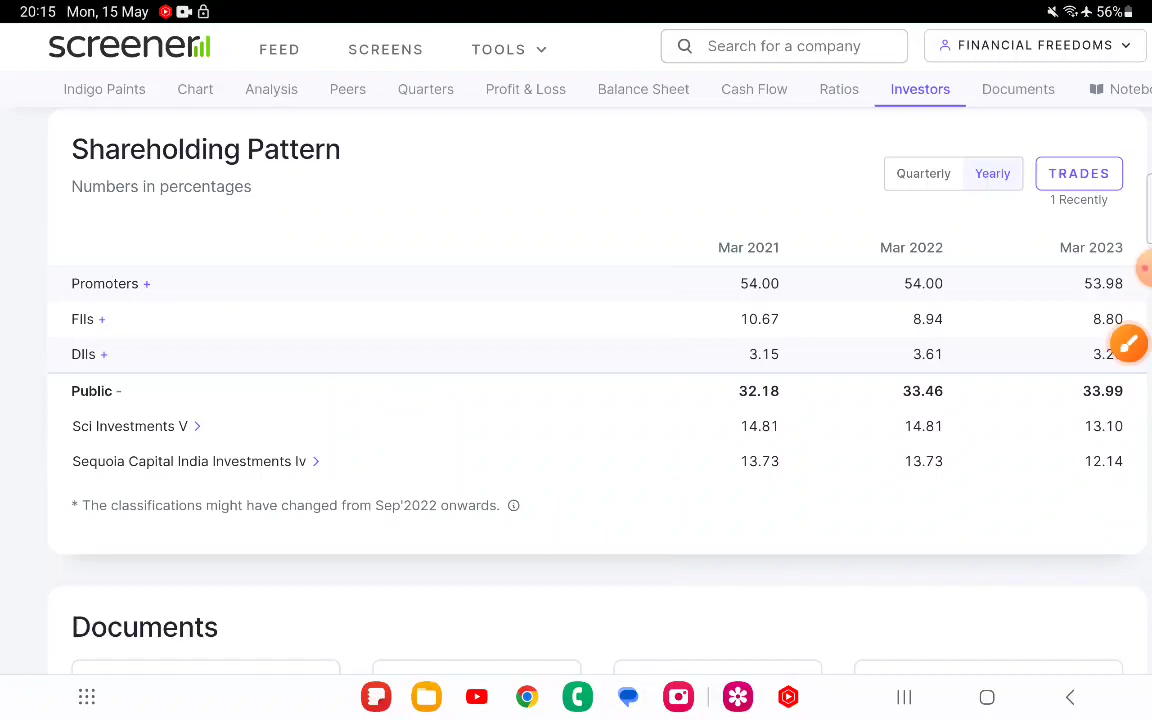 20:15 Mon, 15 May 56%
screener FEED SCREENS TOOLS Search for a company FINANCIAL FREEDOMS
Indigo Paints Chart Analysis Peers Quarters Profit & Loss Balance Sheet Cash Flow Ratios Investors Documents Noteb
Shareholding Pattern
Numbers in percentages
Quarterly Yearly TRADES
1 Recently
Mar 2021 Mar 2022 Mar 2023
Promoters + 54.00 54.00 53.98
FIIs + 10.67 8.94 8.80
DIIs + 3.15 3.61 3.2
Public - 32.18 33.46 33.99
Sci Investments V 14.81 14.81 13.10
Sequoia Capital India Investments Iv 13.73 13.73 12.14
* The classifications might have changed from Sep'2022 onwards.
Documents